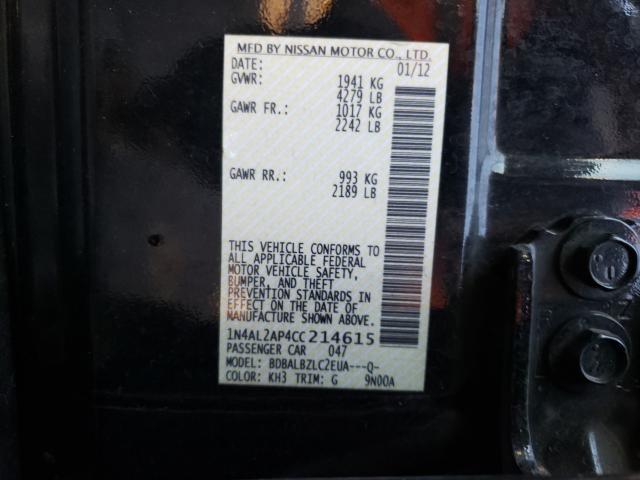 MFD BY NISSAN MOTOR CO., LTD.
DATE: 01/12
GVWR: 1941 KG
4279 LB
GAWR FR.: 1017 KG
2242 LB
GAWR RR.: 993 KG
2189 LB
THIS VEHICLE CONFORMS TO
ALL APPLICABLE FEDERAL
MOTOR VEHICLE SAFETY,
BUMPER, AND THEFT
PREVENTION STANDARDS IN
EFFECT ON THE DATE OF
MANUFACTURE SHOWN ABOVE.
1N4AL2AP4CC214615
PASSENGER CAR 047
MODEL: BDBALBZLC2EUA---Q-
COLOR: KH3 TRIM: G 9N00A